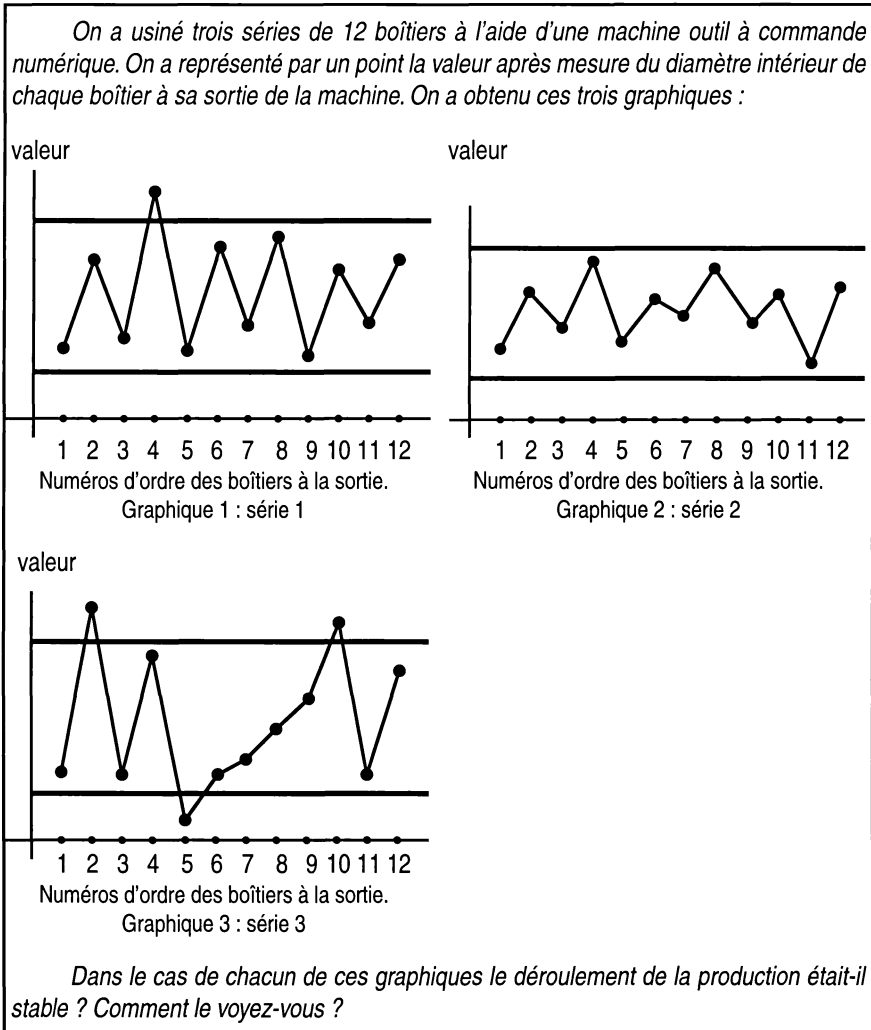 On a usiné trois séries de 12 boîtiers à l'aide d'une machine outil à commande
numérique. On a représenté par un point la valeur après mesure du diamètre intérieur de
chaque boîtier à sa sortie de la machine. On a obtenu ces trois graphiques :
valeur
1 2 3 4 5 6 7 8 9 10 11 12
Numéros d'ordre des boîtiers à la sortie.
Graphique 1 : série 1
valeur
1 2 3 4 5 6 7 8 9 10 11 12
Numéros d'ordre des boîtiers à la sortie.
Graphique 2 : série 2
valeur
1 2 3 4 5 6 7 8 9 10 11 12
Numéros d'ordre des boîtiers à la sortie.
Graphique 3 : série 3
Dans le cas de chacun de ces graphiques le déroulement de la production était-il
stable ? Comment le voyez-vous ?